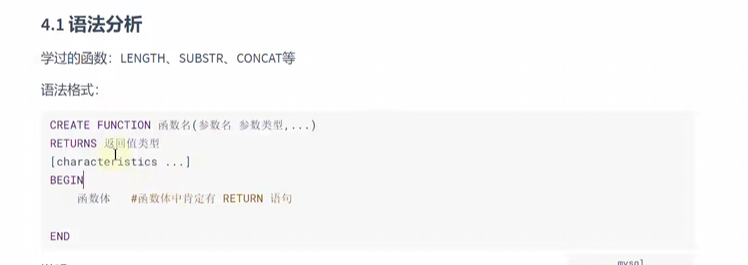 4.1 语法分析
学过的函数：LENGTH、SUBSTR、CONCAT等
语法格式：
CREATE FUNCTION 函数名(参数名 参数类型,...)
RETURNS 返回值类型
[characteristics ...]
BEGIN
函数体 #函数体中肯定有 RETURN 语句
END
mysql